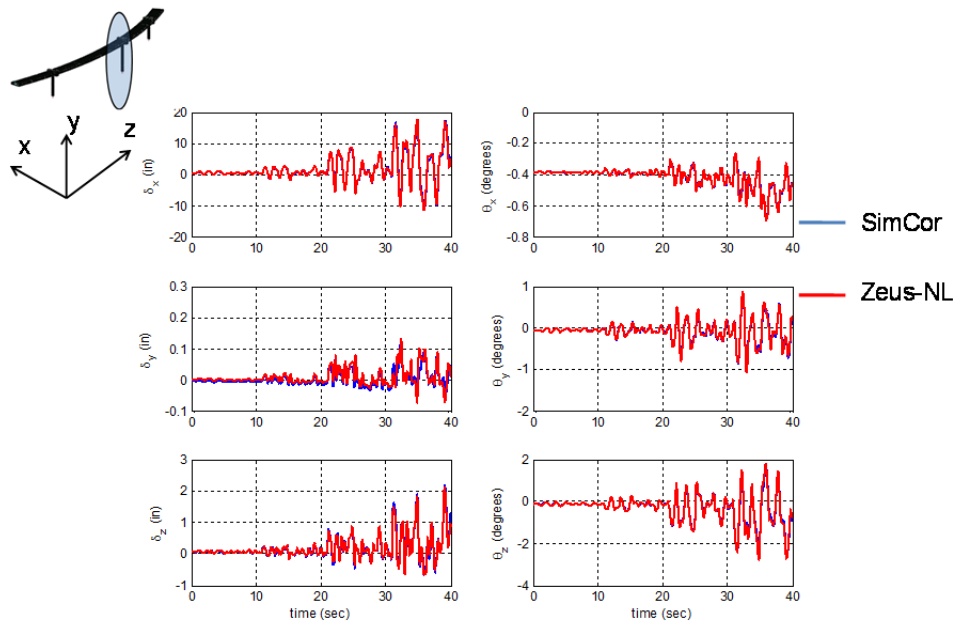 y
x
z
20
10
0
-10
-20
δx (in)
0 10 20 30 40
-0
-0.2
-0.4
-0.6
-0.8
θx (degrees)
0 10 20 30 40
SimCor
Zeus-NL
0.3
0.2
0.1
0
-0.1
δy (in)
0 10 20 30 40
1
0
-1
-2
θy (degrees)
0 10 20 30 40
3
2
1
0
-1
δz (in)
0 10 20 30 40
time (sec)
2
0
-2
-4
θz (degrees)
0 10 20 30 40
time (sec)